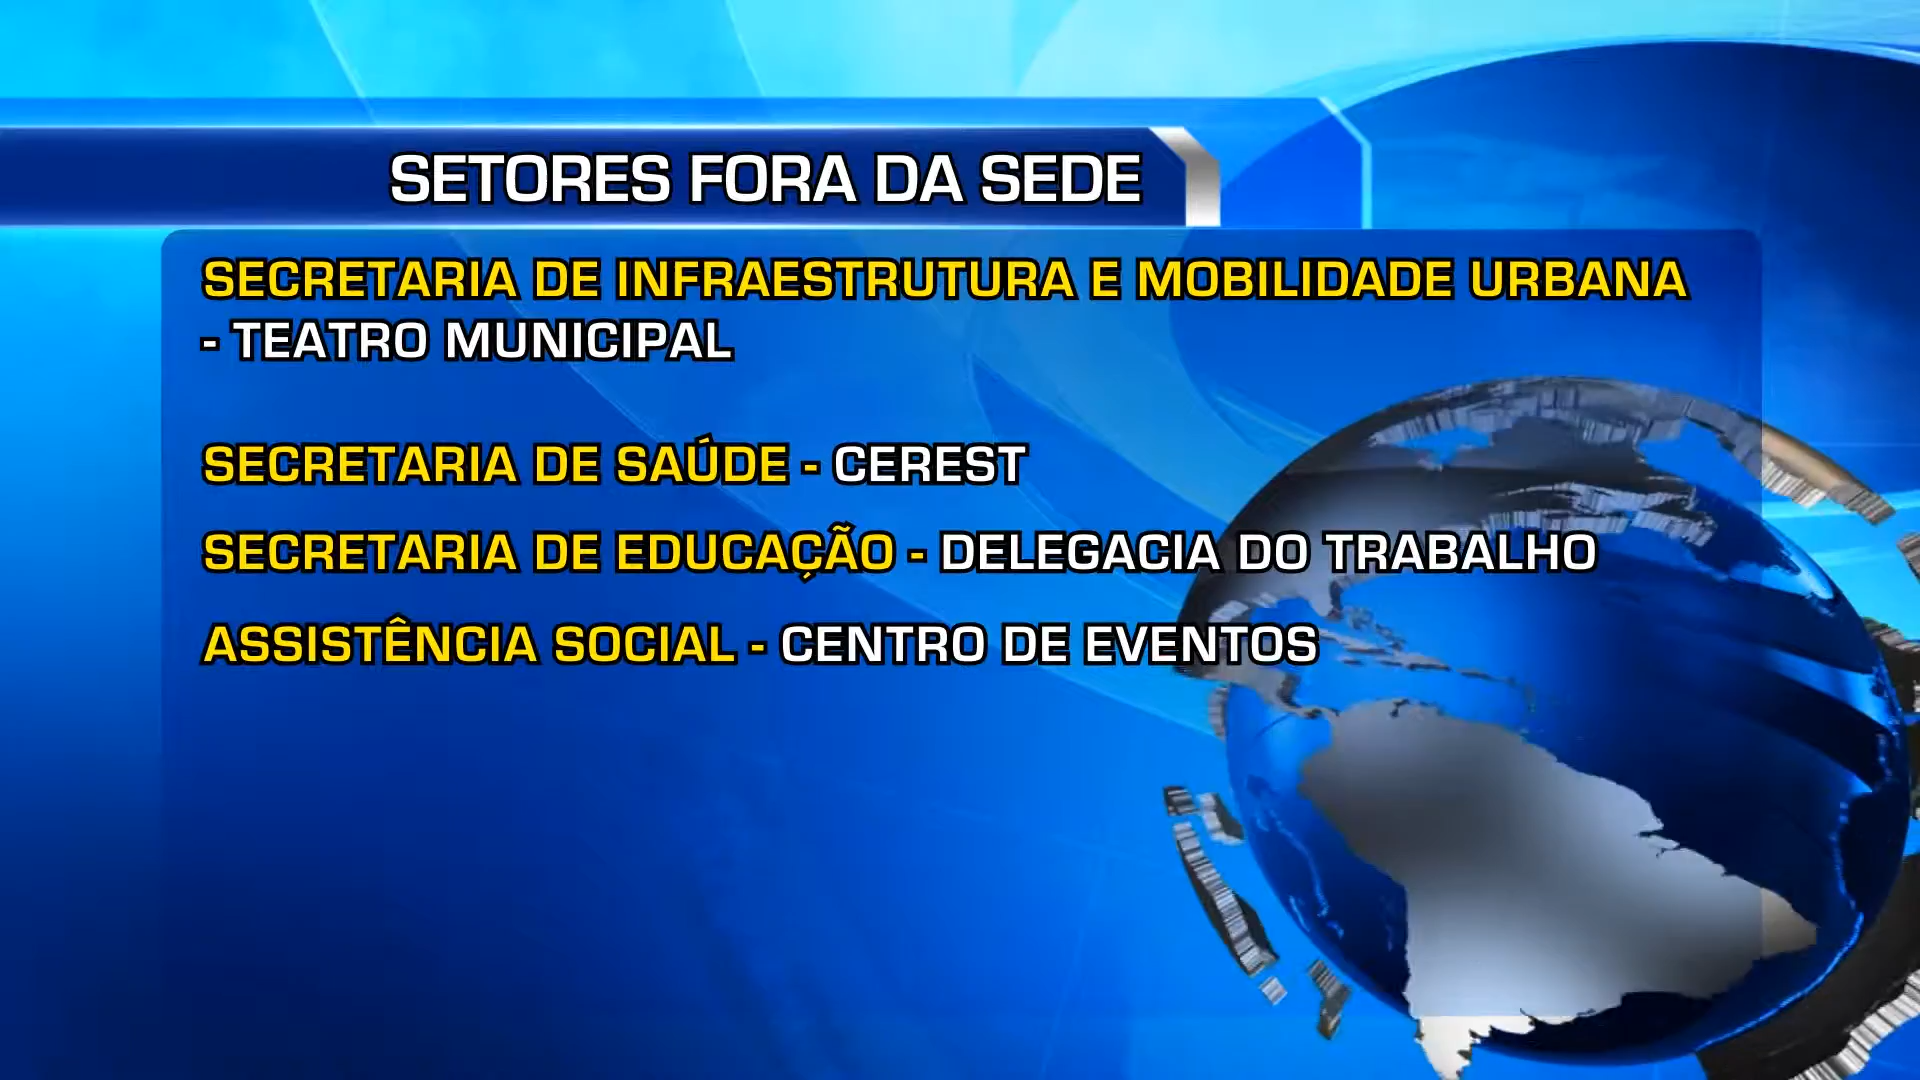 SETORES FORA DA SEDE
SECRETARIA DE INFRAESTRUTURA E MOBILIDADE URBANA
- TEATRO MUNICIPAL
SECRETARIA DE SAÚDE - CEREST
SECRETARIA DE EDUCAÇÃO - DELEGACIA DO TRABALHO
ASSISTÊNCIA SOCIAL - CENTRO DE EVENTOS